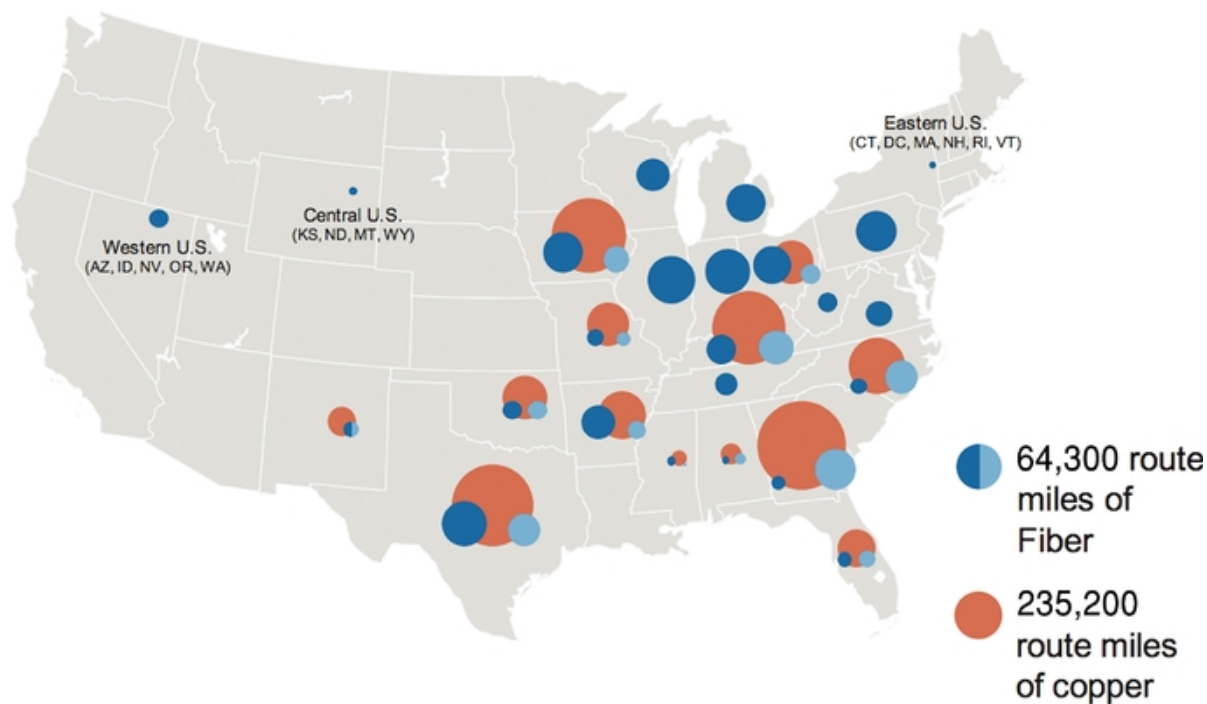 Eastern U.S.
(CT, DC, MA, NH, RI, VT)
Central U.S.
(KS, ND, MT, WY)
Western U.S.
(AZ, ID, NV, OR, WA)
64,300 route
miles of
Fiber
235,200
route miles
of copper